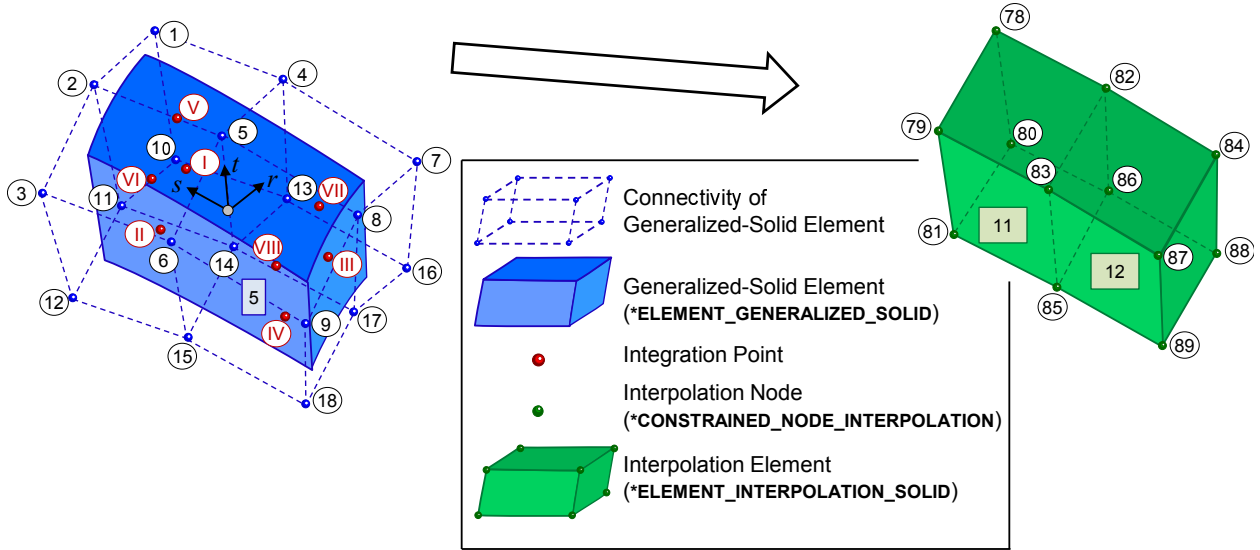 1
78
4
2
82
V
5
79
80
84
10
I
t
7
s
r
VI
13
VII
83
86
3
11
8
Connectivity of
Generalized-Solid Element
81
11
II
VIII
III
6
14
16
87
88
12
5
Generalized-Solid Element
(*ELEMENT_GENERALIZED_SOLID)
12
9
17
85
IV
15
89
Integration Point
18
Interpolation Node
(*CONSTRAINED_NODE_INTERPOLATION)
Interpolation Element
(*ELEMENT_INTERPOLATION_SOLID)